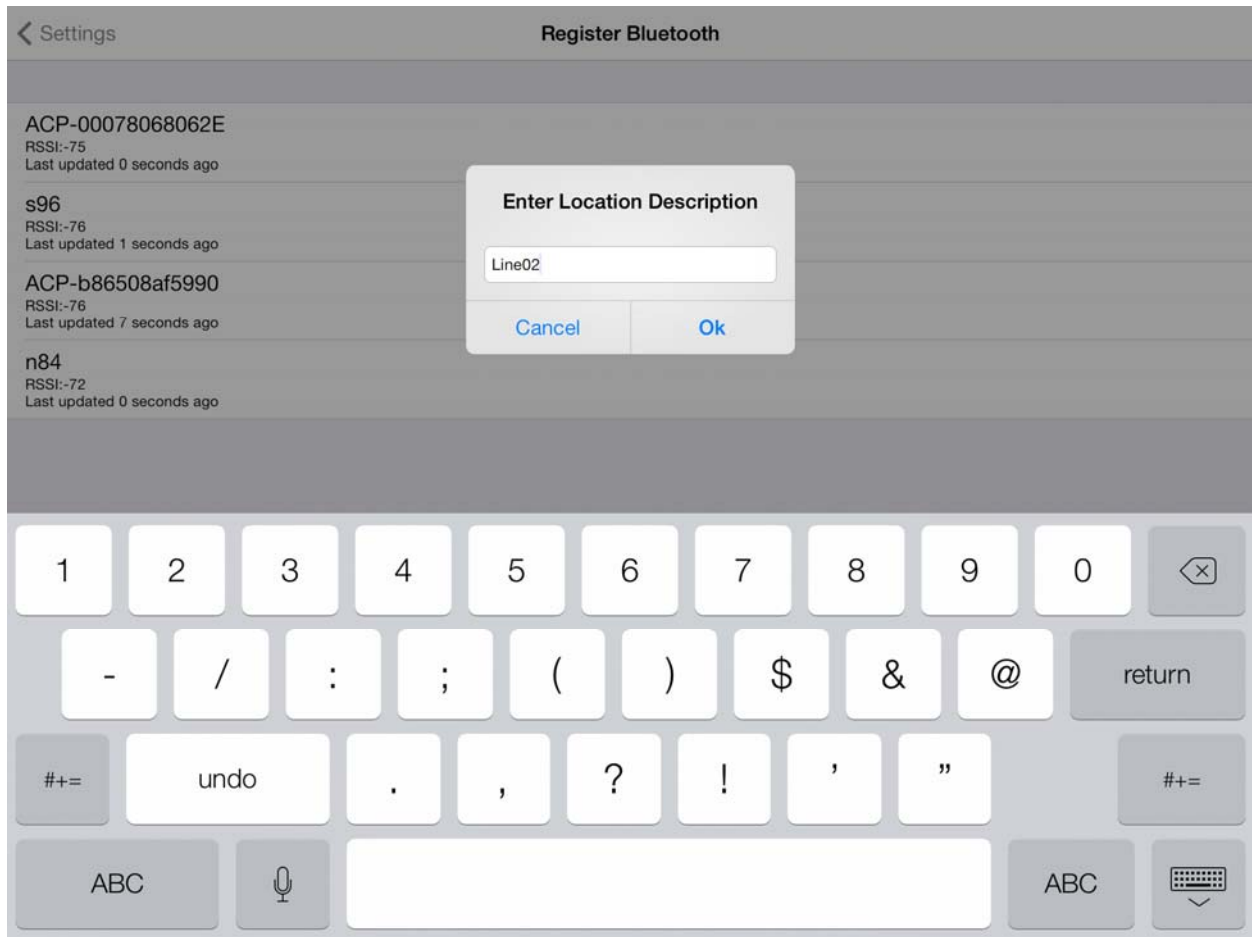 Settings
Register Bluetooth
ACP-00078068062E
RSSI:-75
Last updated 0 seconds ago
s96
RSSI:-76
Last updated 1 seconds ago
ACP-b86508af5990
RSSI:-76
Last updated 7 seconds ago
n84
RSSI:-72
Last updated 0 seconds ago
Enter Location Description
Line02
Cancel Ok
1 2 3 4 5 6 7 8 9 0
- / : ; ( ) $ & @ return
#+= undo . , ? ! ’ ” #+=
ABC ABC